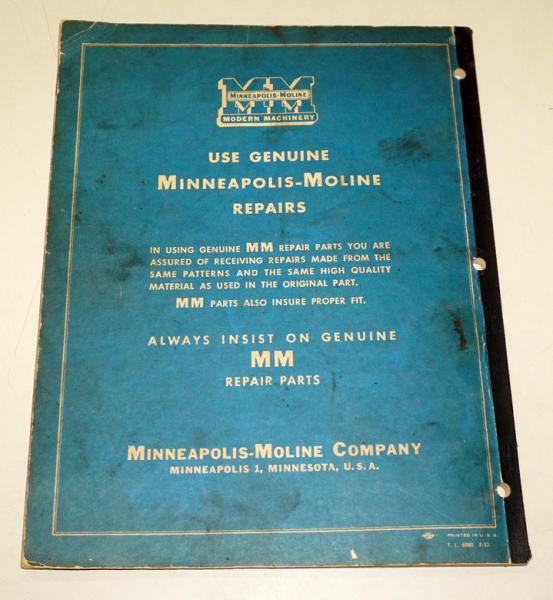 MM
MINNEAPOLIS-MOLINE
MODERN MACHINERY
USE GENUINE
MINNEAPOLIS-MOLINE
REPAIRS
IN USING GENUINE MM REPAIR PARTS YOU ARE
ASSURED OF RECEIVING REPAIRS MADE FROM THE
SAME PATTERNS AND THE SAME HIGH QUALITY
MATERIAL AS USED IN THE ORIGINAL PART.
MM PARTS ALSO INSURE PROPER FIT.
ALWAYS INSIST ON GENUINE
MM
REPAIR PARTS
MINNEAPOLIS-MOLINE COMPANY
MINNEAPOLIS 1, MINNESOTA, U.S.A.
PRINTED IN U.S.A.
T. L. 6000